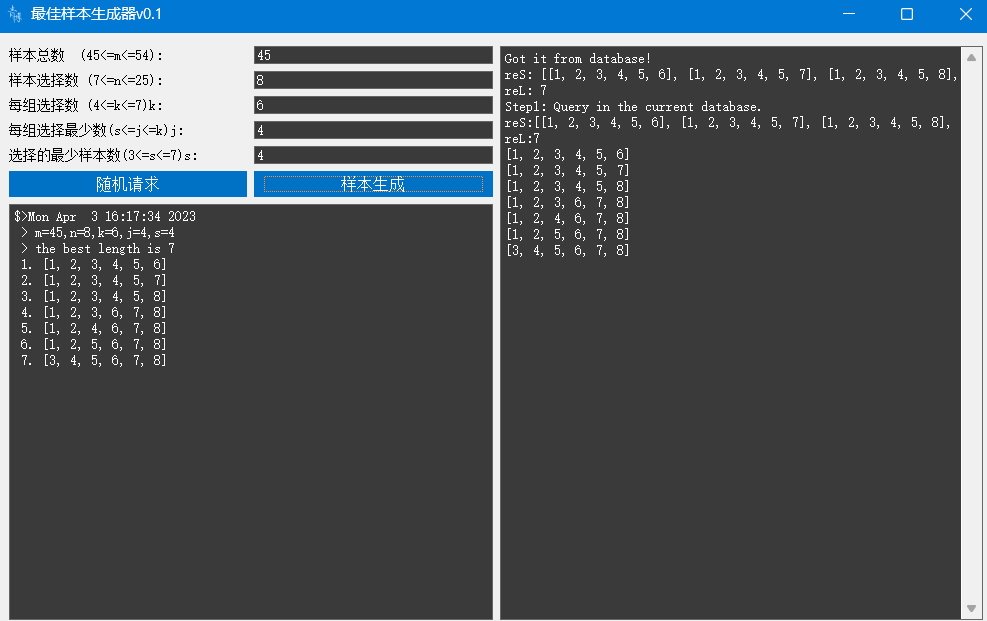 最佳样本生成器v0.1
样本总数 (45<=m<=54):
45
样本选择数 (7<=n<=25):
8
每组选择数 (4<=k<=7)k:
6
每组选择最少数(s<=j<=k)j:
4
选择的最少样本数(3<=s<=7)s:
4
随机请求
样本生成
$>Mon Apr  3 16:17:34 2023
> m=45,n=8,k=6,j=4,s=4
> the best length is 7
1. [1, 2, 3, 4, 5, 6]
2. [1, 2, 3, 4, 5, 7]
3. [1, 2, 3, 4, 5, 8]
4. [1, 2, 3, 6, 7, 8]
5. [1, 2, 4, 6, 7, 8]
6. [1, 2, 5, 6, 7, 8]
7. [3, 4, 5, 6, 7, 8]
Got it from database!
reS: [[1, 2, 3, 4, 5, 6], [1, 2, 3, 4, 5, 7], [1, 2, 3, 4, 5, 8],
reL: 7
Step1: Query in the current database.
reS:[[1, 2, 3, 4, 5, 6], [1, 2, 3, 4, 5, 7], [1, 2, 3, 4, 5, 8],
reL:7
[1, 2, 3, 4, 5, 6]
[1, 2, 3, 4, 5, 7]
[1, 2, 3, 4, 5, 8]
[1, 2, 3, 6, 7, 8]
[1, 2, 4, 6, 7, 8]
[1, 2, 5, 6, 7, 8]
[3, 4, 5, 6, 7, 8]